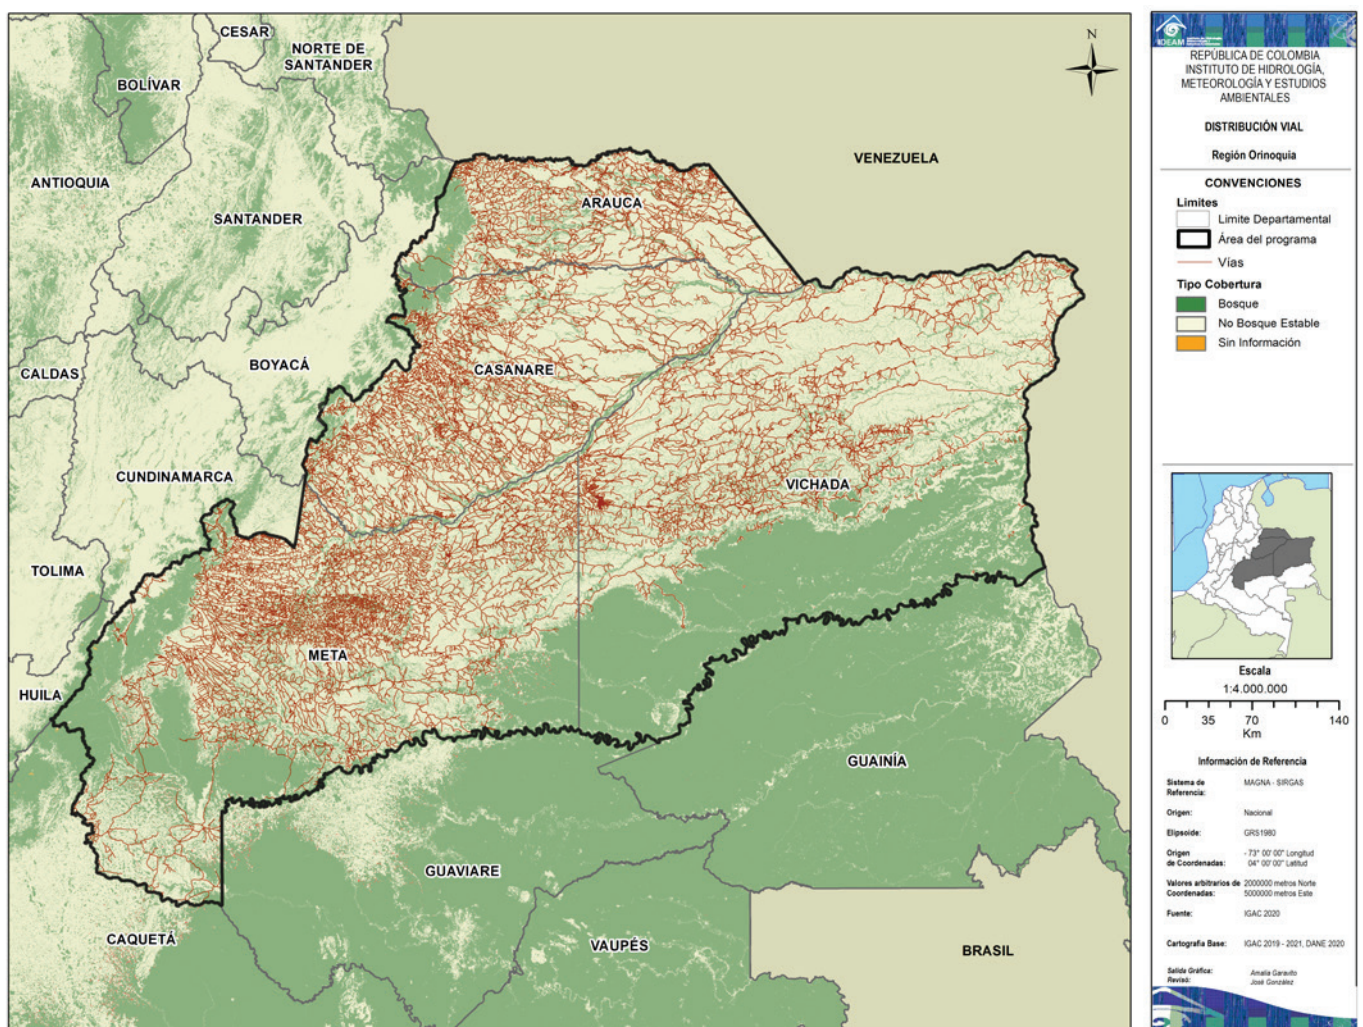 CESAR
NORTE DE
SANTANDER
BOLÍVAR
N
VENEZUELA
ANTIOQUIA
ARAUCA
SANTANDER
BOYACÁ
CASANARE
CALDAS
CUNDINAMARCA
VICHADA
TOLIMA
META
HUILA
GUAINÍA
GUAVIARE
CAQUETÁ
VAUPÉS
BRASIL
IDEAM
REPÚBLICA DE COLOMBIA
INSTITUTO DE HIDROLOGÍA,
METEOROLOGÍA Y ESTUDIOS
AMBIENTALES
DISTRIBUCIÓN VIAL
Región Orinoquia
CONVENCIONES
Limites
Limite Departamental
Área del programa
Vías
Tipo Cobertura
Bosque
No Bosque Estable
Sin Información
Escala
1:4.000.000
0 35 70 140
Km
Información de Referencia
Sistema de Referencia: MAGNA - SIRGAS
Origen: Nacional
Elipsoide: GRS1980
Origen - 73° 00' 00" Longitud
de Coordenadas: 04° 00' 00" Latitud
Valores arbitrarios de 2000000 metros Norte
Coordenadas: 5000000 metros Este
Fuente: IGAC 2020
Cartografía Base: IGAC 2019 - 2021, DANE 2020
Salida Gráfica: Amalia Garavito
Revisó: José González